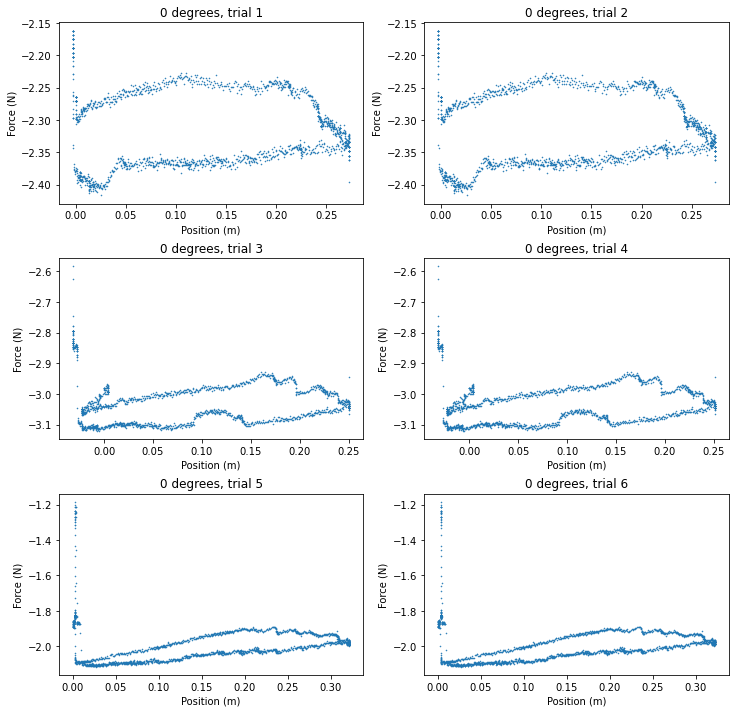 0 degrees, trial 1
0 degrees, trial 2
−2.15
−2.20
−2.25
−2.30
−2.35
−2.40
Force (N)
0.00 0.05 0.10 0.15 0.20 0.25
Position (m)
−2.15
−2.20
−2.25
−2.30
−2.35
−2.40
Force (N)
0.00 0.05 0.10 0.15 0.20 0.25
Position (m)
0 degrees, trial 3
0 degrees, trial 4
−2.6
−2.7
−2.8
−2.9
−3.0
−3.1
Force (N)
0.00 0.05 0.10 0.15 0.20 0.25
Position (m)
−2.6
−2.7
−2.8
−2.9
−3.0
−3.1
Force (N)
0.00 0.05 0.10 0.15 0.20 0.25
Position (m)
0 degrees, trial 5
0 degrees, trial 6
−1.2
−1.4
−1.6
−1.8
−2.0
Force (N)
0.00 0.05 0.10 0.15 0.20 0.25 0.30
Position (m)
−1.2
−1.4
−1.6
−1.8
−2.0
Force (N)
0.00 0.05 0.10 0.15 0.20 0.25 0.30
Position (m)